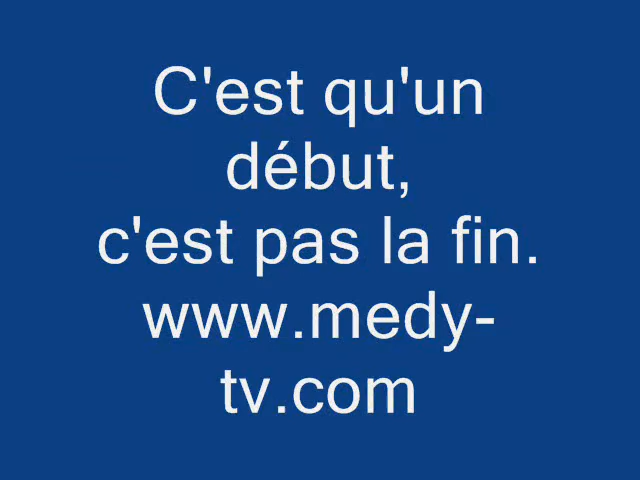 C'est qu'un
début,
c'est pas la fin.
www.medy-
tv.com